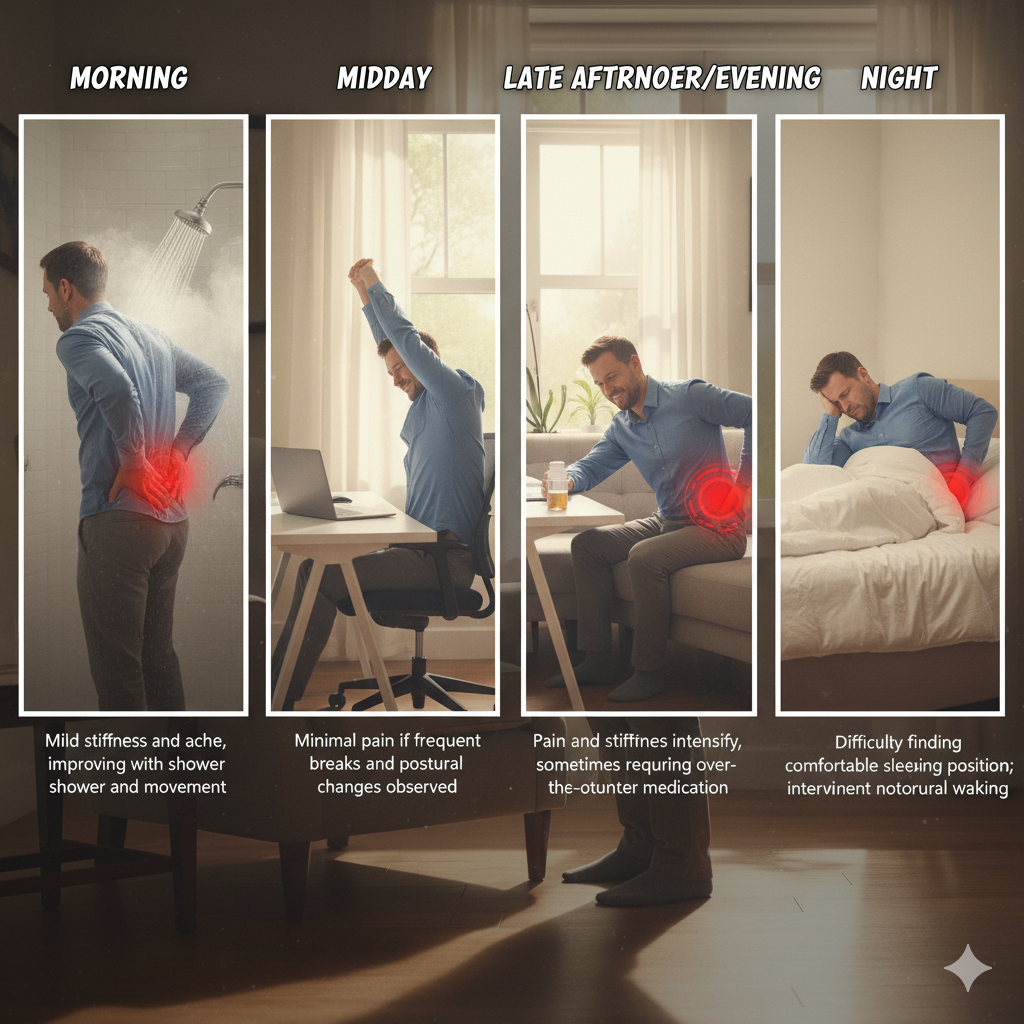 MORNING
MIDDAY
LATE AFTRNOER/EVENING
NIGHT
Mild stiffness and ache,
improving with shower
shower and movement
Minimal pain if frequent
breaks and postural
changes observed
Pain and stiffines intensify,
sometimes requring over-
the-otunter medication
Difficulty finding
comfortable sleeping position;
intervinent notorural waking